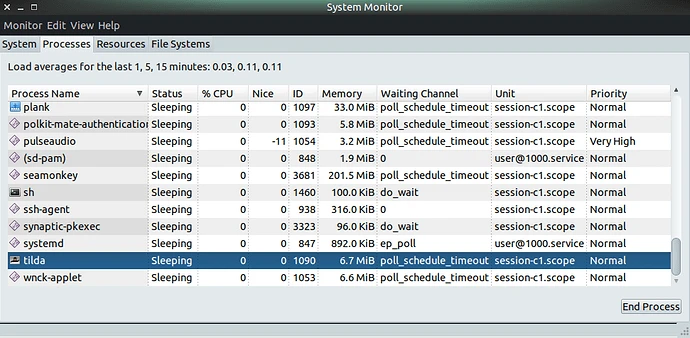 System Monitor
Monitor Edit View Help
System Processes Resources File Systems
Load averages for the last 1, 5, 15 minutes: 0.03, 0.11, 0.11
Process Name Status % CPU Nice ID Memory Waiting Channel Unit Priority
plank Sleeping 0 0 1097 33.0 MiB poll_schedule_timeout session-c1.scope Normal
polkit-mate-authentication Sleeping 0 0 1093 5.8 MiB poll_schedule_timeout session-c1.scope Normal
pulseaudio Sleeping 0 -11 1054 3.2 MiB poll_schedule_timeout session-c1.scope Very High
(sd-pam) Sleeping 0 0 848 1.9 MiB 0 user@1000.service Normal
seamonkey Sleeping 0 0 3681 201.5 MiB poll_schedule_timeout session-c1.scope Normal
sh Sleeping 0 0 1460 100.0 KiB do_wait session-c1.scope Normal
ssh-agent Sleeping 0 0 938 316.0 KiB 0 session-c1.scope Normal
synaptic-pkexec Sleeping 0 0 3323 96.0 KiB do_wait session-c1.scope Normal
systemd Sleeping 0 0 847 892.0 KiB ep_poll user@1000.service Normal
tilda Sleeping 0 0 1090 6.7 MiB poll_schedule_timeout session-c1.scope Normal
wnck-applet Sleeping 0 0 1053 6.6 MiB poll_schedule_timeout session-c1.scope Normal
End Process